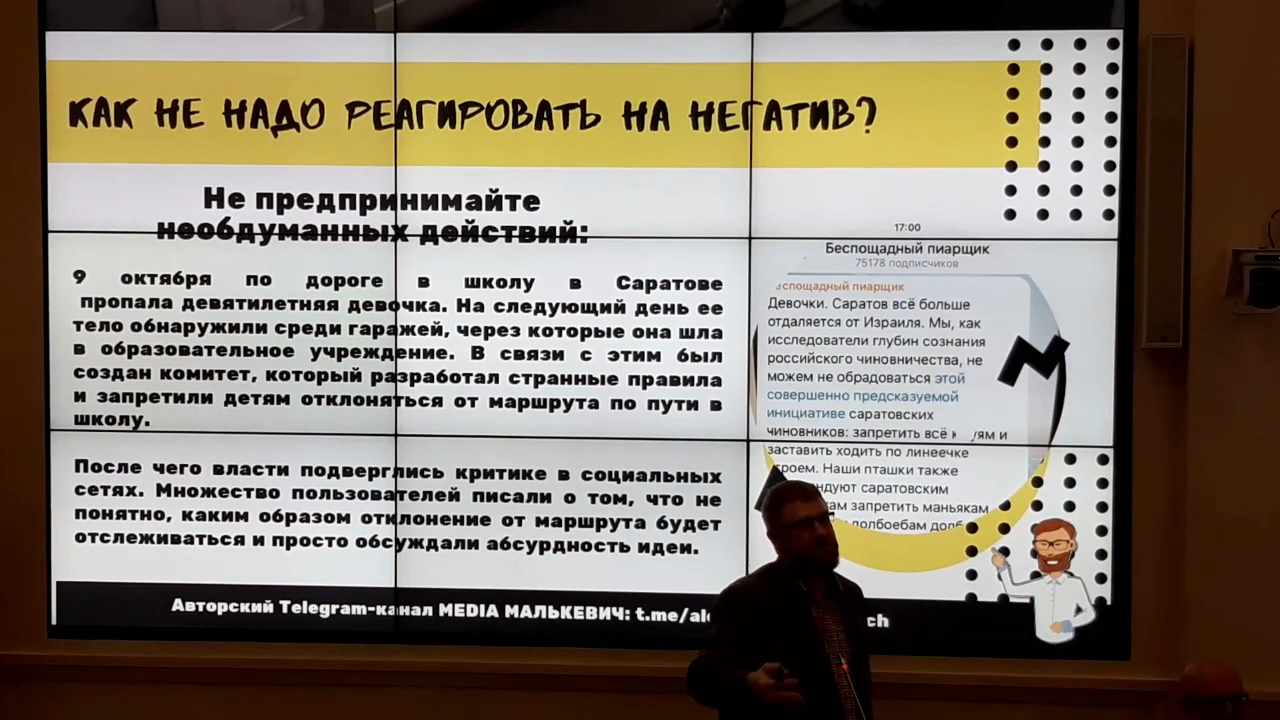 КАК НЕ НАДО РЕАГИРОВАТЬ НА НЕГАТИВ?
Не предпринимайте
необдуманных действий:
9 октября по дороге в школу в Саратове
пропала девятилетняя девочка. На следующий день ее
тело обнаружили среди гаражей, через которые она шла
в образовательное учреждение. В связи с этим был
создан комитет, который разработал странные правила
и запретили детям отклоняться от маршрута по пути в
школу.
После чего власти подверглись критике в социальных
сетях. Множество пользователей писали о том, что не
понятно, каким образом отклонение от маршрута будет
отслеживаться и просто обсуждали абсурдность идеи.
17:00
Беспощадный пиарщик
75178 подписчиков
пиарщик
Девочки. Саратов всё больше
отдаляется от Израиля. Мы, как
исследователи глубин сознания
российского чиновничества, не
можем не обрадоваться этой
совершенно предсказуемой
инициативе саратовских
чиновников: запретить всё и
заставить ходить по линеечке
Наши пташки также
саратовским
запретить маньякам
Авторский Telegram-канал MEDIA МАЛЬКЕВИЧ: